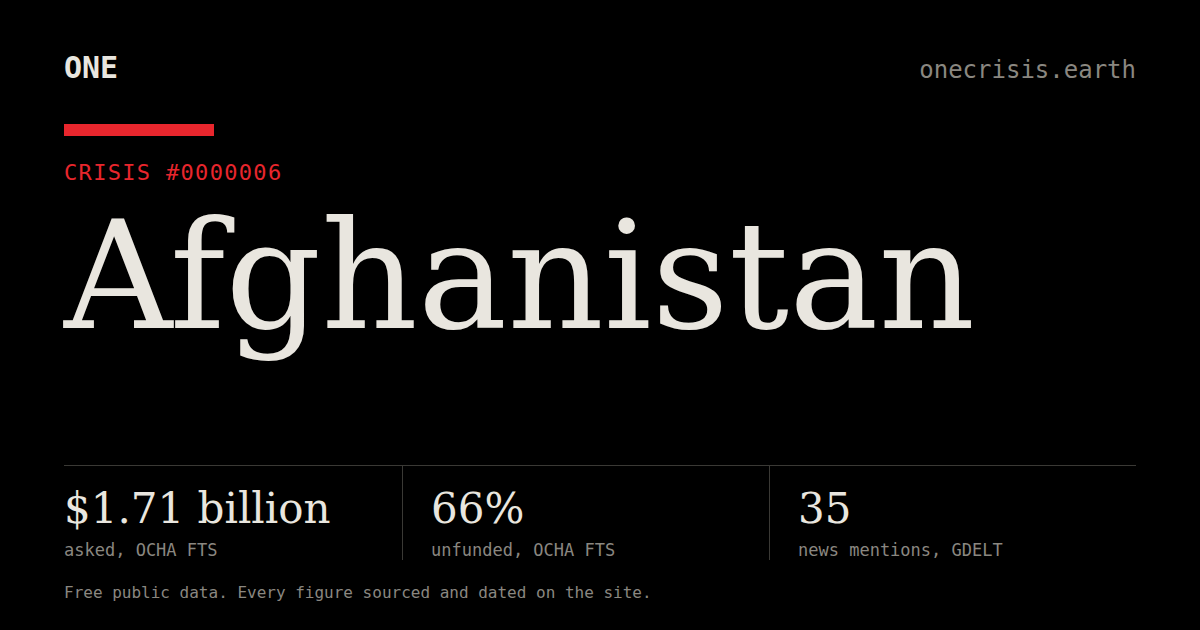 ONE
onecrisis.earth
CRISIS #0000006
Afghanistan
$1.71 billion
asked, OCHA FTS
66%
unfunded, OCHA FTS
35
news mentions, GDELT
Free public data. Every figure sourced and dated on the site.